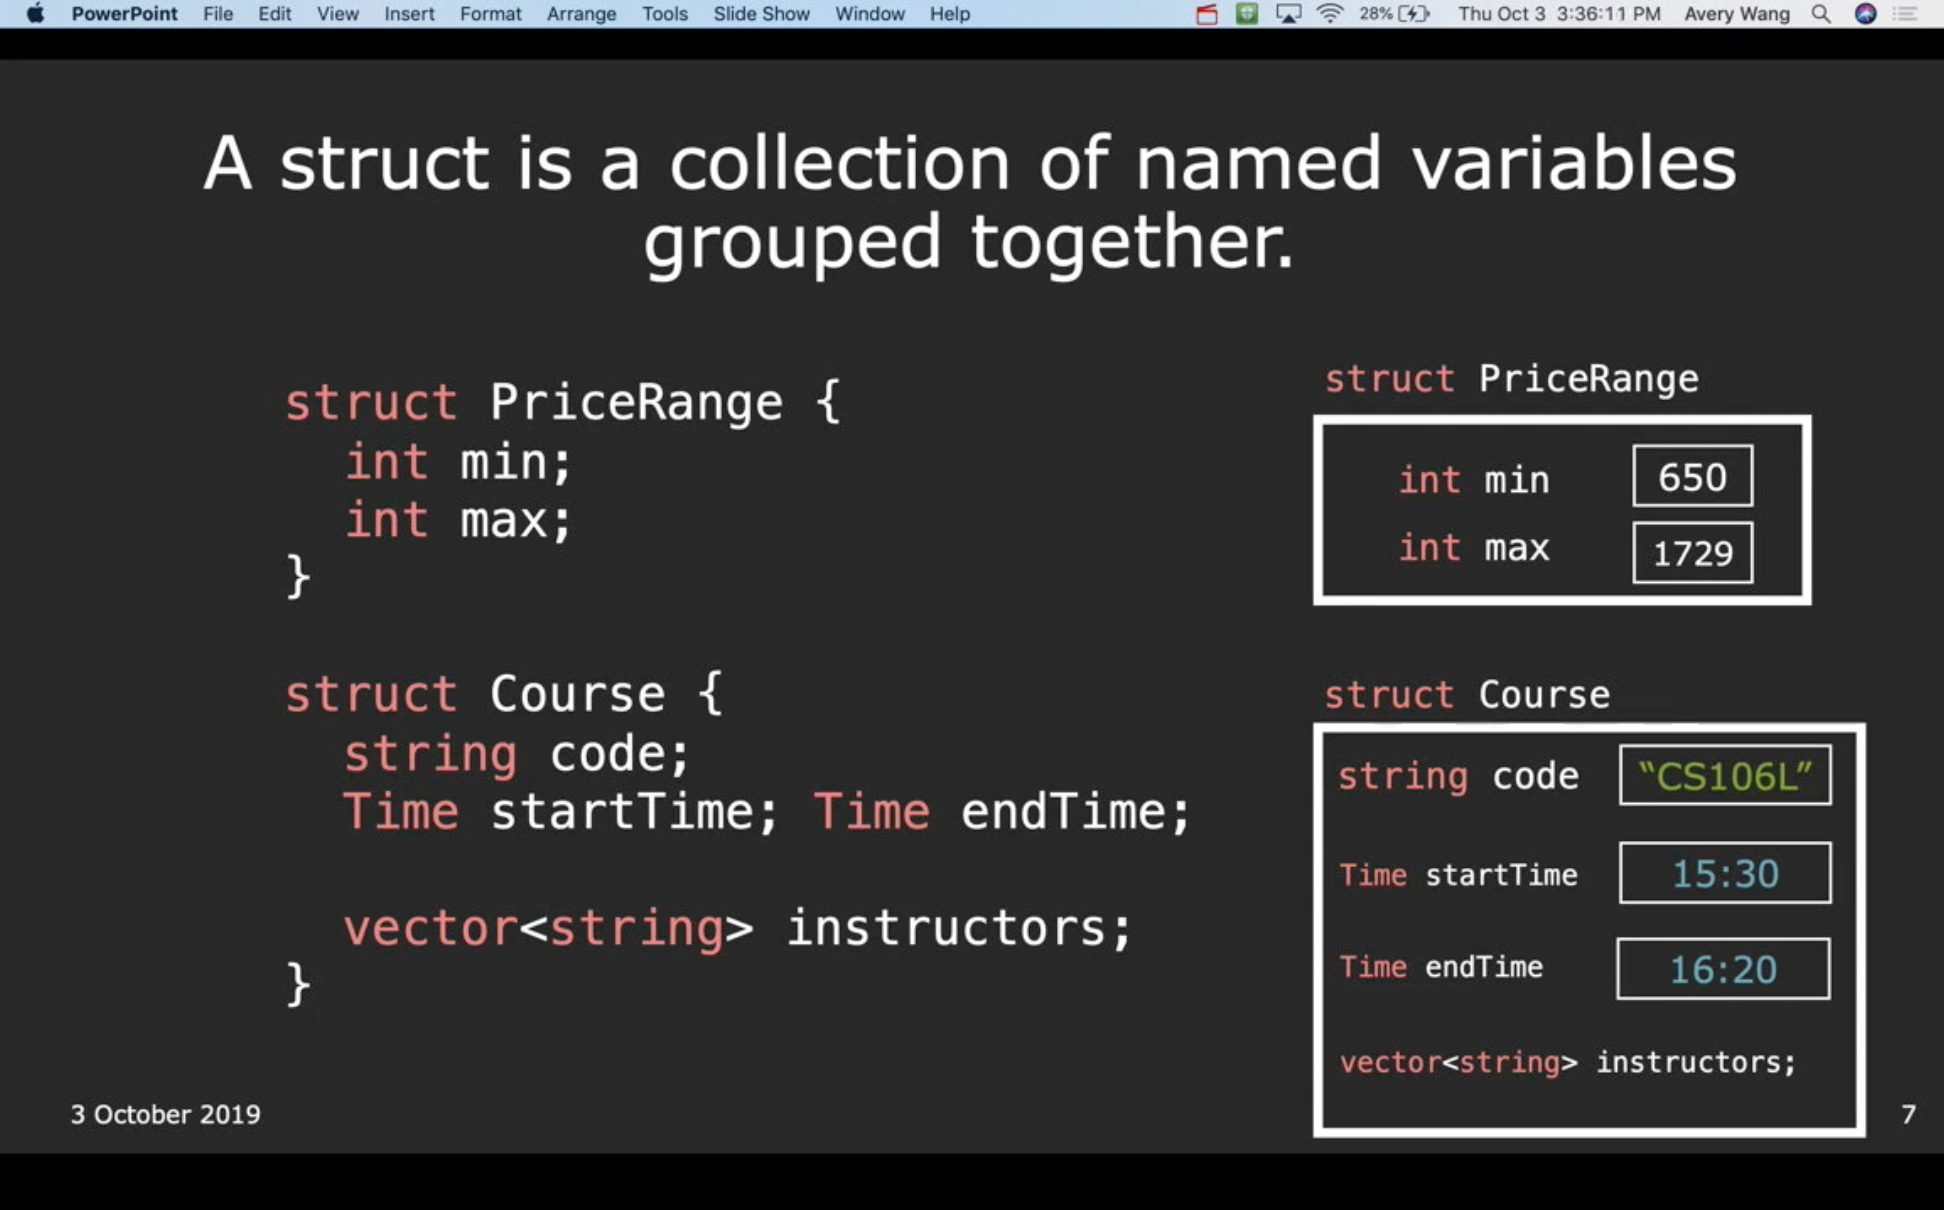 PowerPoint File Edit View Insert Format Arrange Tools Slide Show Window Help 28% Thu Oct 3 3:36:11 PM Avery Wang
A struct is a collection of named variables
grouped together.
struct PriceRange {
int min;
int max;
}
struct Course {
string code;
Time startTime; Time endTime;
vector<string> instructors;
}
struct PriceRange
int min 650
int max 1729
struct Course
string code “CS106L”
Time startTime 15:30
Time endTime 16:20
vector<string> instructors;
3 October 2019
7